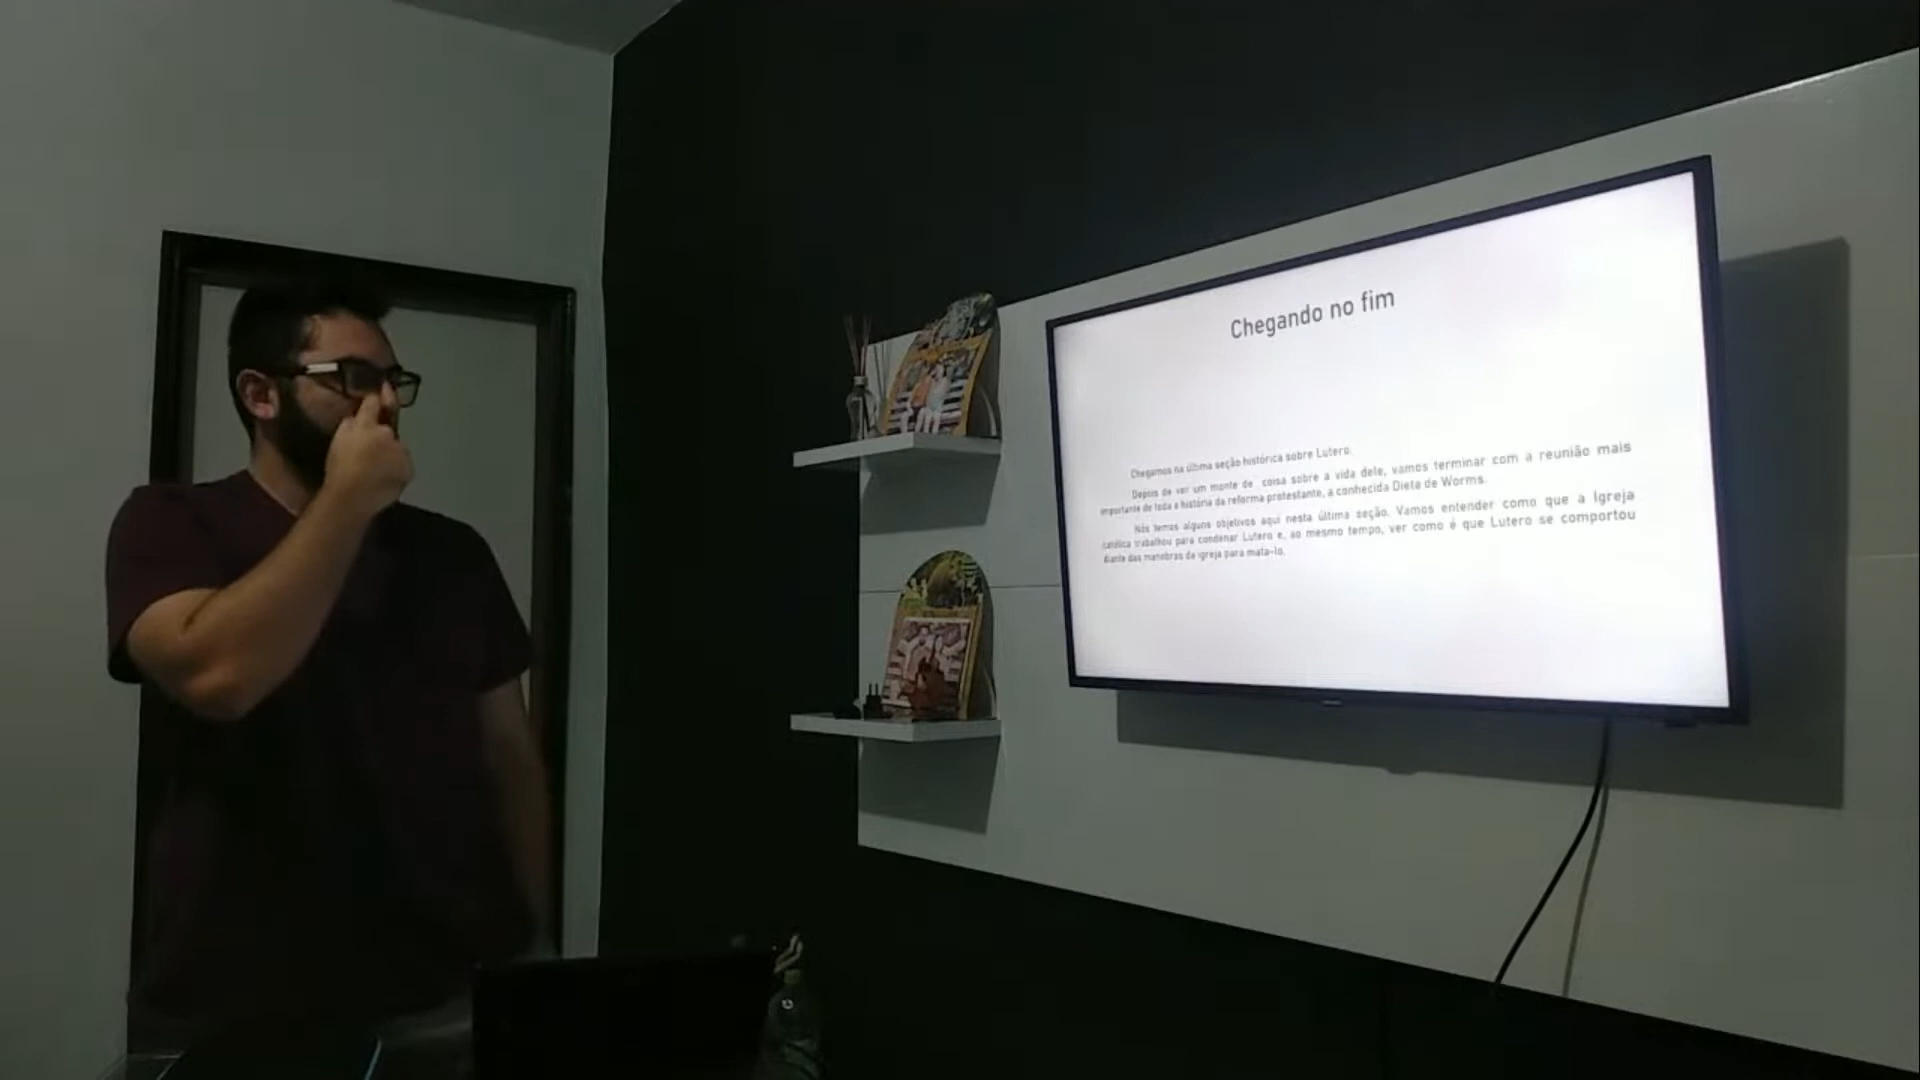 Chegando no fim
Chegamos na última seção histórica sobre Lutero.
Depois de ver um monte de coisa sobre a vida dele, vamos terminar com a reunião mais
importante de toda a história da reforma protestante, a conhecida Dieta de Worms.
Nós temos alguns objetivos aqui nesta última seção. Vamos entender como que a Igreja
católica trabalhou para condenar Lutero e, ao mesmo tempo, ver como é que Lutero se comportou
diante das manobras da igreja para mata-lo.